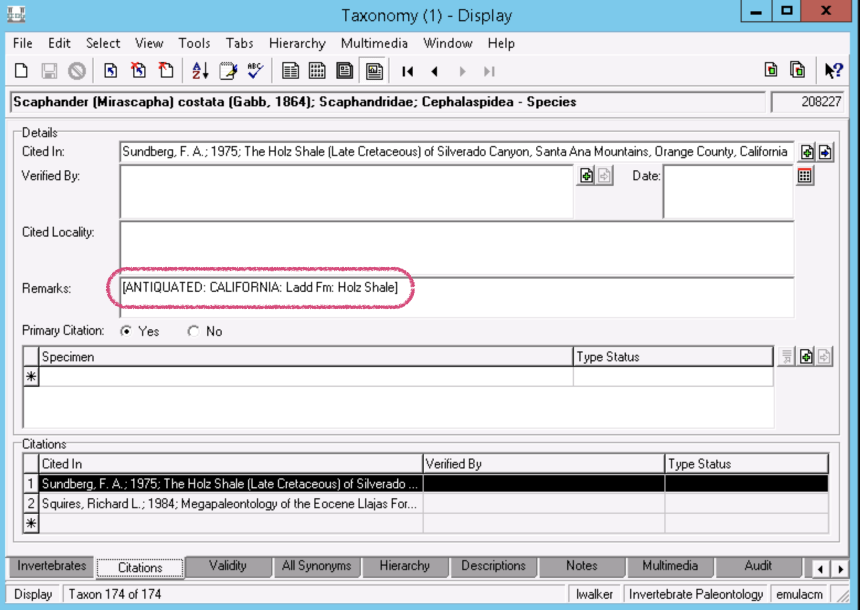 Taxonomy (1) - Display
File Edit Select View Tools Tabs Hierarchy Multimedia Window Help
Scaphander (Mirascapha) costata (Gabb, 1864); Scaphandridae; Cephalaspidea - Species 208227
Details
Cited In: Sundberg, F. A.; 1975; The Holz Shale (Late Cretaceous) of Silverado Canyon, Santa Ana Mountains, Orange County, California
Verified By: Date:
Cited Locality:
Remarks: [ANTIQUATED: CALIFORNIA: Ladd Fm: Holz Shale]
Primary Citation: Yes No
Specimen Type Status
Citations
Cited In Verified By Type Status
1 Sundberg, F. A.; 1975; The Holz Shale (Late Cretaceous) of Silverado ...
2 Squires, Richard L.; 1984; Megapaleontology of the Eocene Llajas For...
Invertebrates Citations Validity All Synonyms Hierarchy Descriptions Notes Multimedia Audit
Display Taxon 174 of 174 lwalker Invertebrate Paleontology emulacm